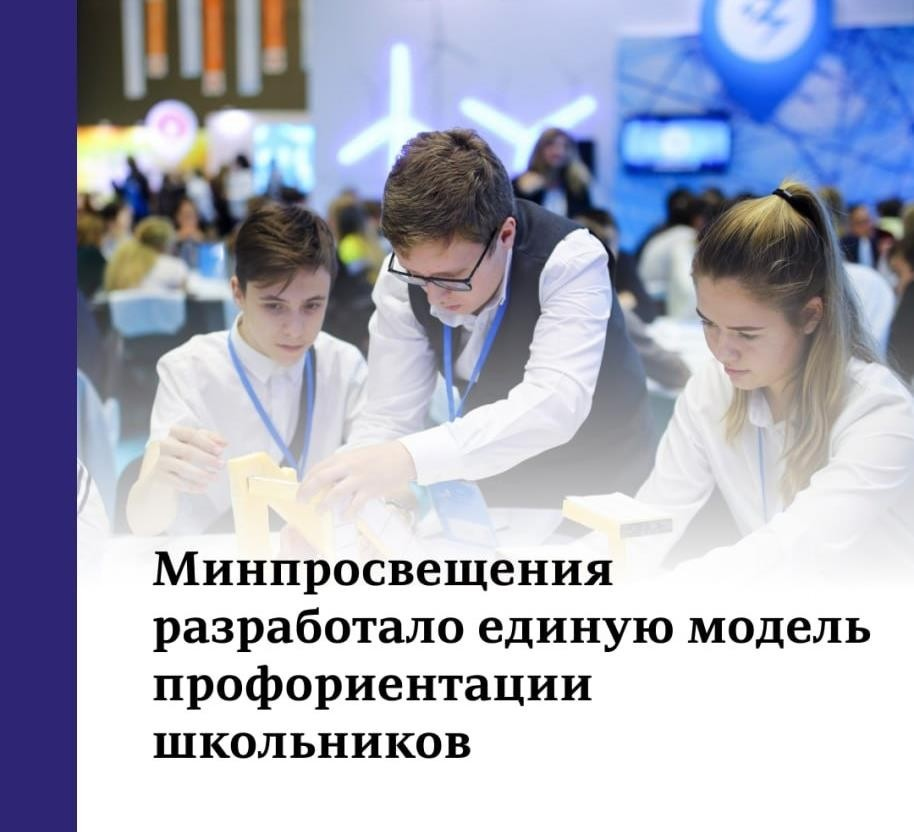 Минпросвещения
разработало единую модель
профориентации
школьников